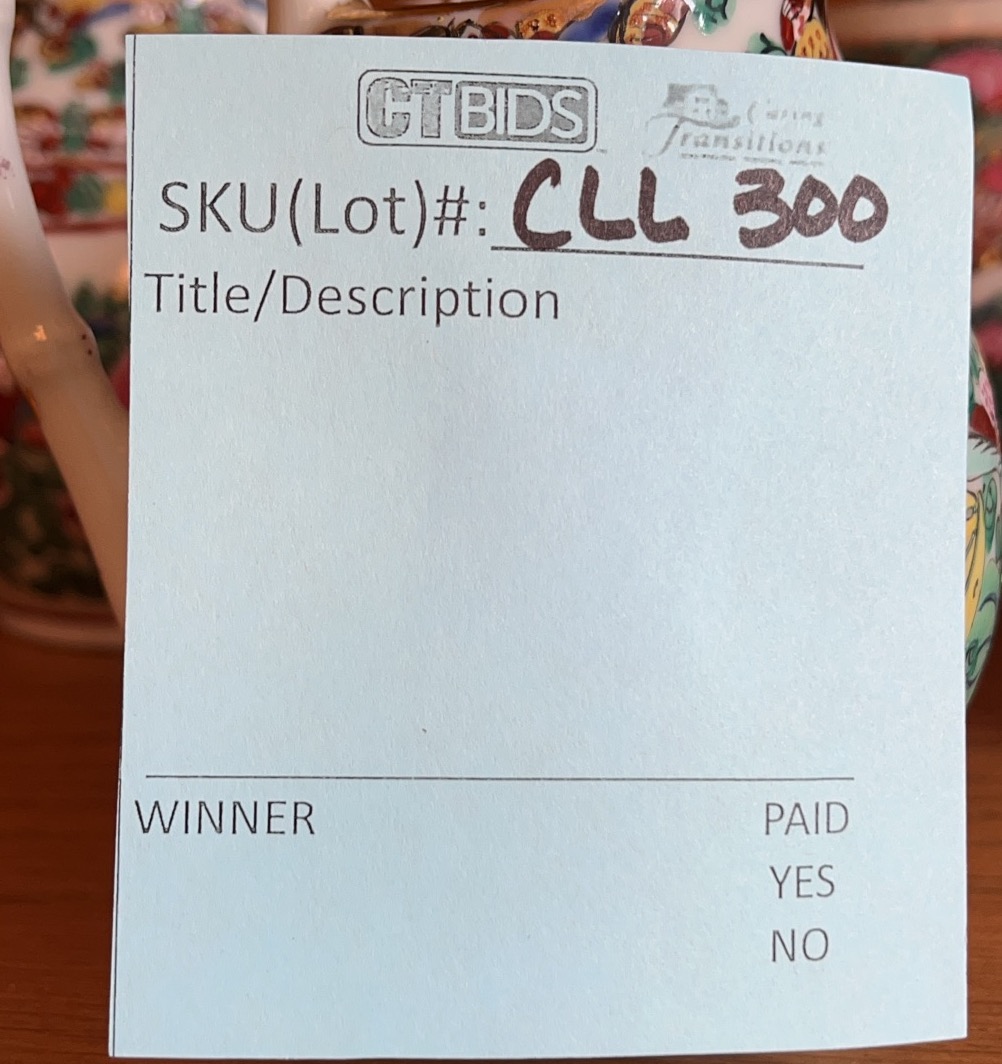 CTBIDS Caring Transitions
SKU(Lot)#: CLL 300
Title/Description
WINNER PAID
YES
NO